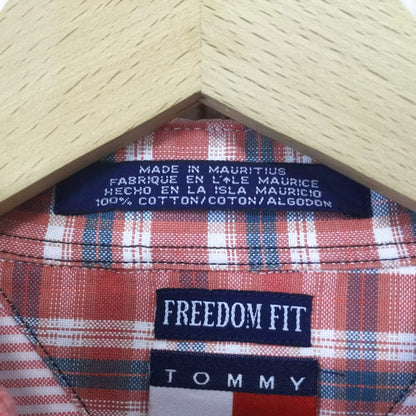 MADE IN MAURITIUS
FABRIQUE EN L'ILE MAURICE
HECHO EN LA ISLA MAURICIO
100% COTTON/COTON/ALGODON
FREEDOM FIT
TOMMY